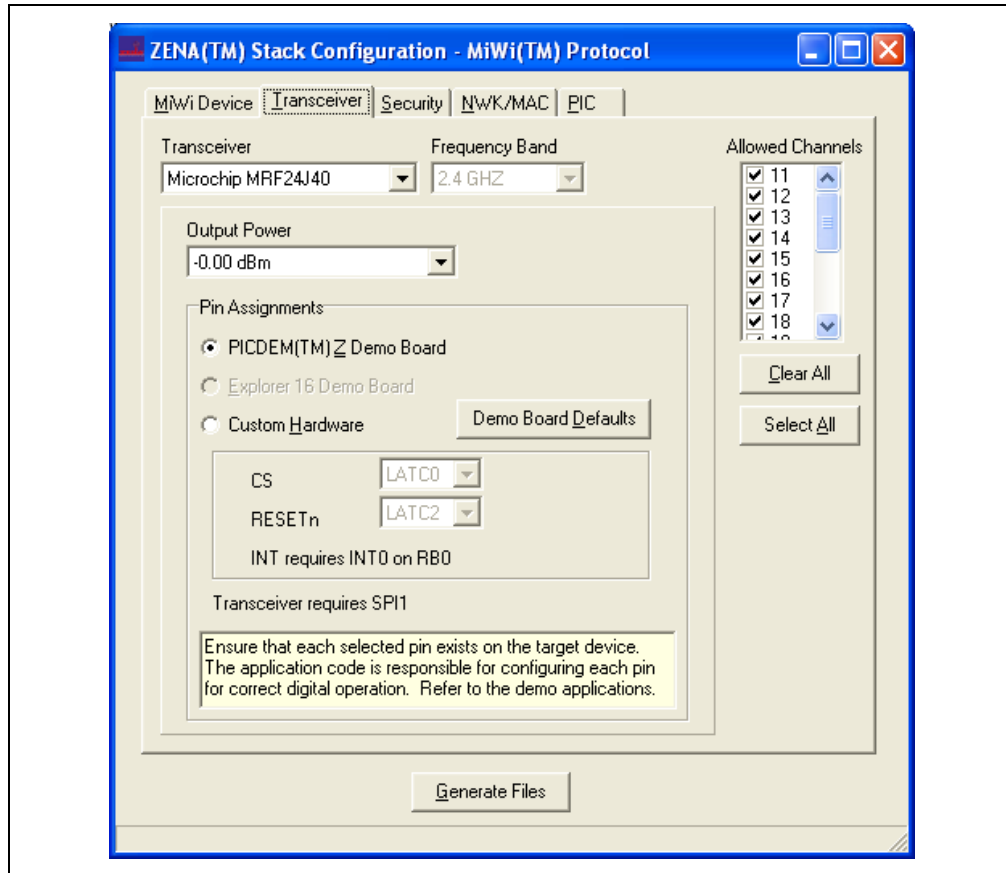 ZENA(TM) Stack Configuration - MiWi(TM) Protocol
MiWi Device
Transceiver
Security
NWK/MAC
PIC
Transceiver
Frequency Band
Allowed Channels
Microchip MRF24J40
2.4 GHZ
11
12
13
14
15
16
17
18
Output Power
-0.00 dBm
Pin Assignments
PICDEM(TM) Z Demo Board
Explorer 16 Demo Board
Custom Hardware
Demo Board Defaults
Clear All
Select All
CS
LATC0
RESETn
LATC2
INT requires INT0 on RB0
Transceiver requires SPI1
Ensure that each selected pin exists on the target device.
The application code is responsible for configuring each pin
for correct digital operation.  Refer to the demo applications.
Generate Files